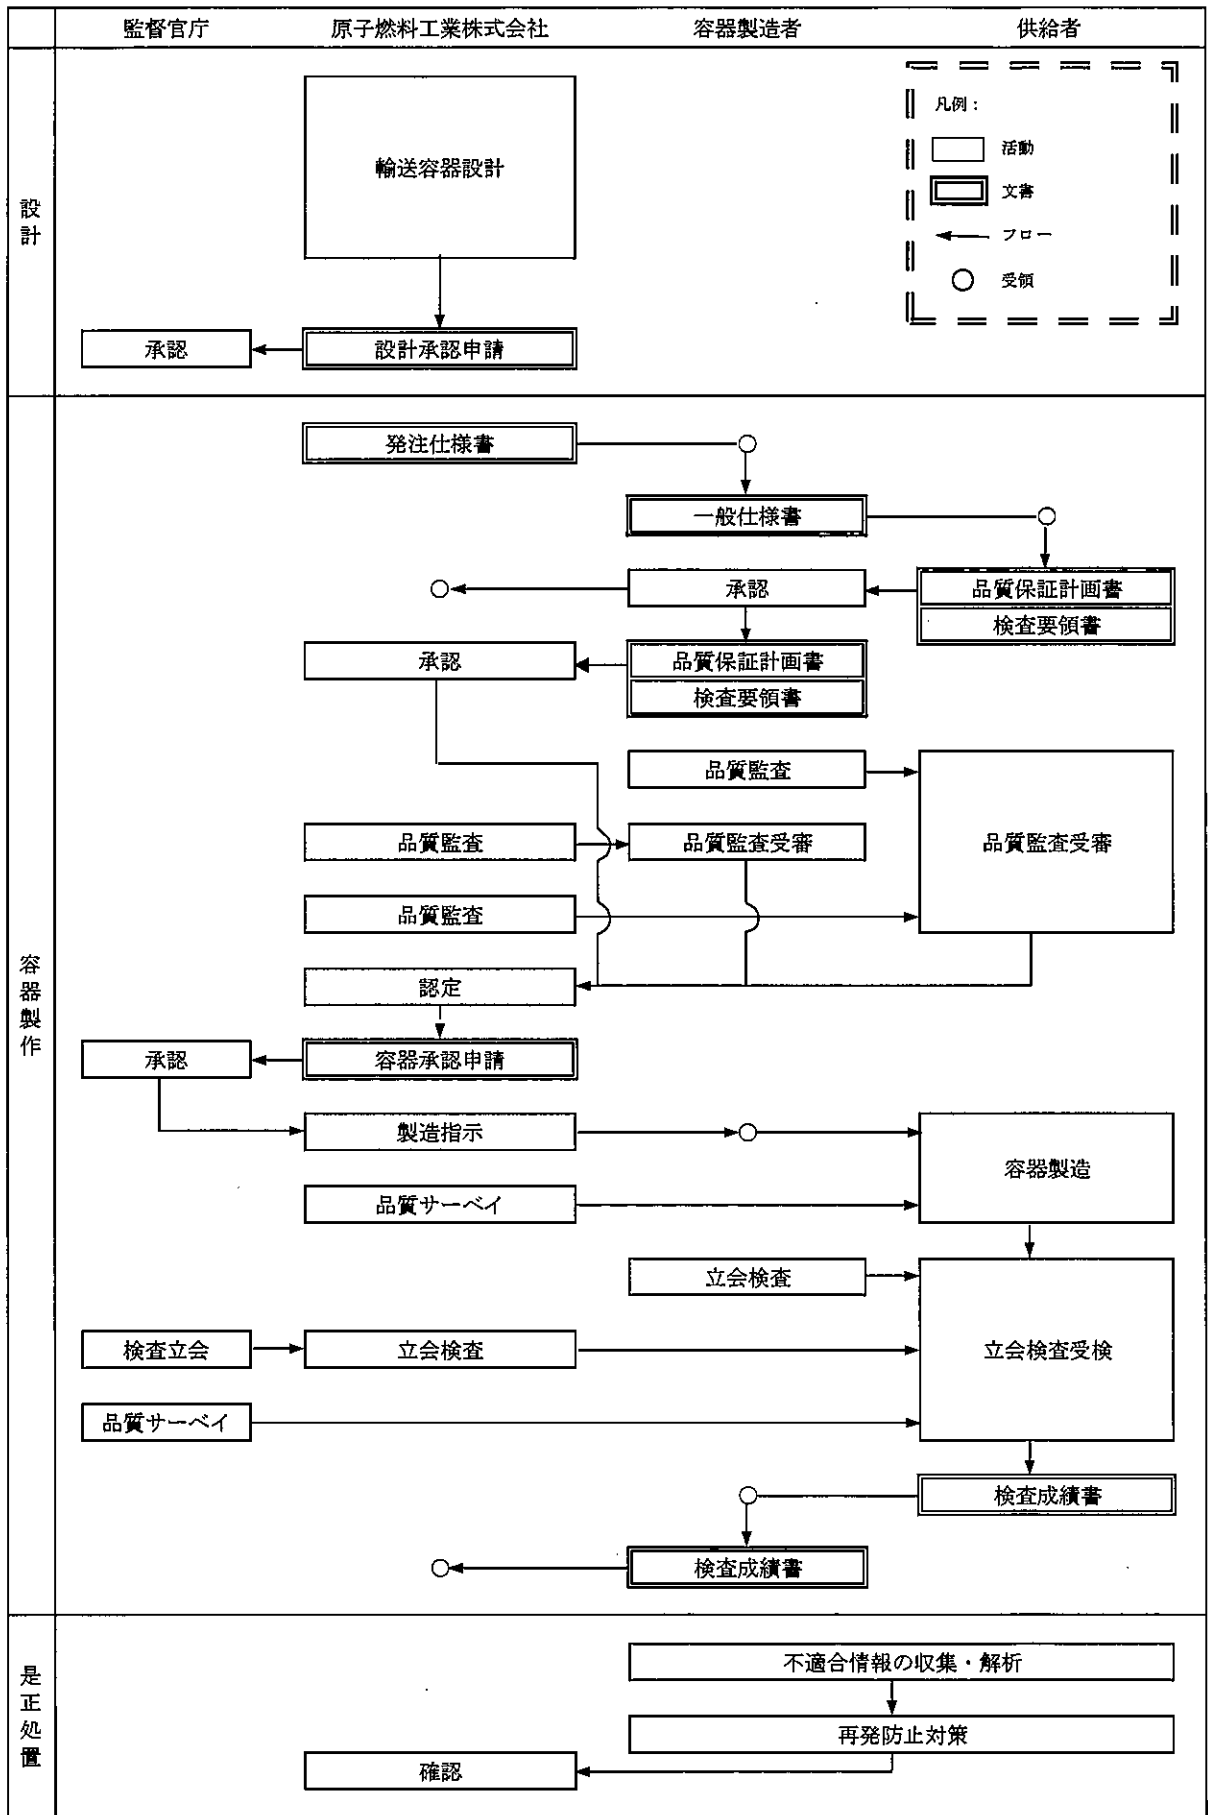 監督官庁
原子燃料工業株式会社
容器製造者
供給者
設計
凡例：
活動
文書
フロー
受領
輸送容器設計
承認
設計承認申請
容器製作
発注仕様書
一般仕様書
承認
品質保証計画書
検査要領書
承認
品質保証計画書
検査要領書
品質監査
品質監査
品質監査受審
品質監査受審
品質監査
認定
承認
容器承認申請
製造指示
容器製造
品質サーベイ
立会検査
検査立会
立会検査
立会検査受検
品質サーベイ
検査成績書
検査成績書
是正処置
不適合情報の収集・解析
再発防止対策
確認